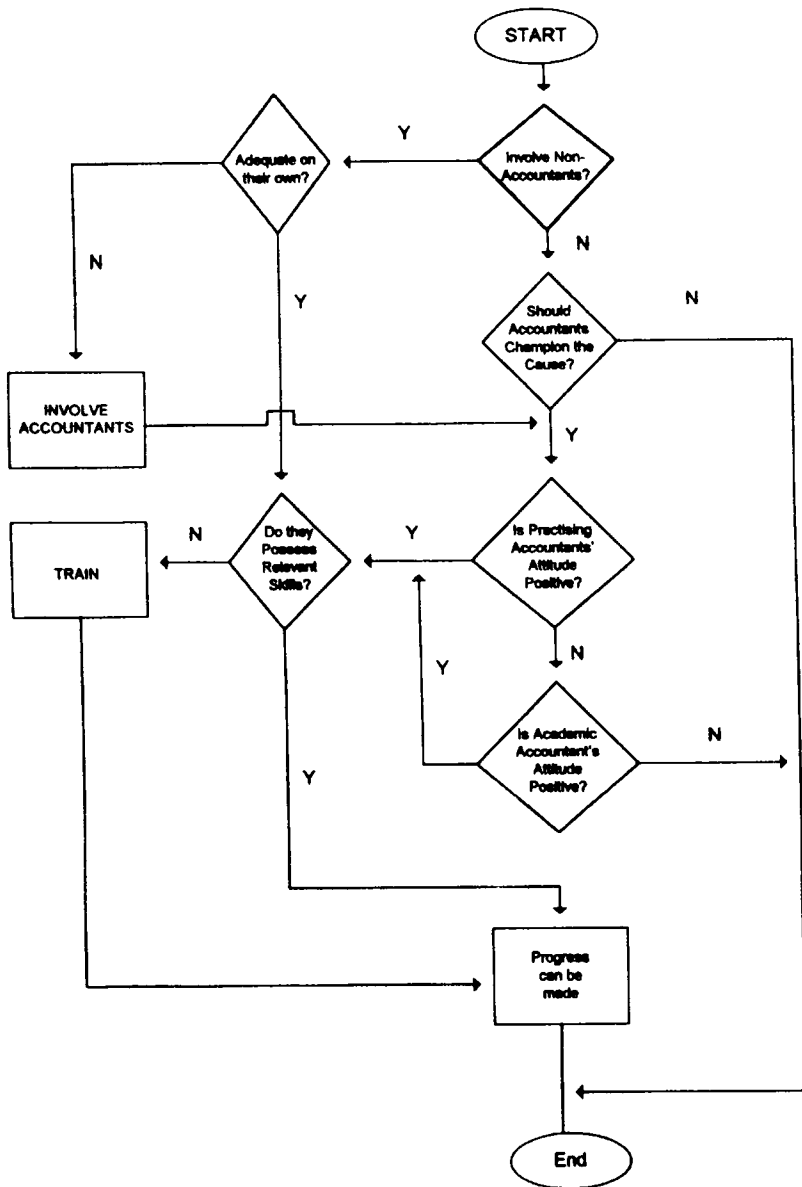 START
Y
Adequate on
their own?
Involve Non-
Accountants?
N
N
Y
N
Should
Accountants
Champion the
Cause?
INVOLVE
ACCOUNTANTS
Y
N
Do they
Possess
Relevant
Skills?
Y
Is Practising
Accountants'
Attitude
Positive?
TRAIN
N
Y
Is Academic
Accountant's
Attitude
Positive?
N
Y
Progress
can be
made
End